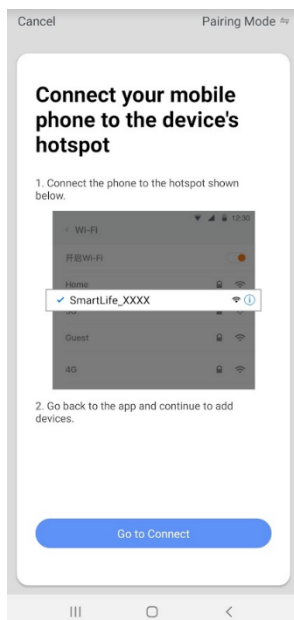 Cancel
Pairing Mode
Connect your mobile
phone to the device's
hotspot
1. Connect the phone to the hotspot shown
below.
12:30
< Wi-Fi
开启Wi-Fi
Home
SmartLife_XXXX
5G
Guest
4G
2. Go back to the app and continue to add
devices.
Go to Connect